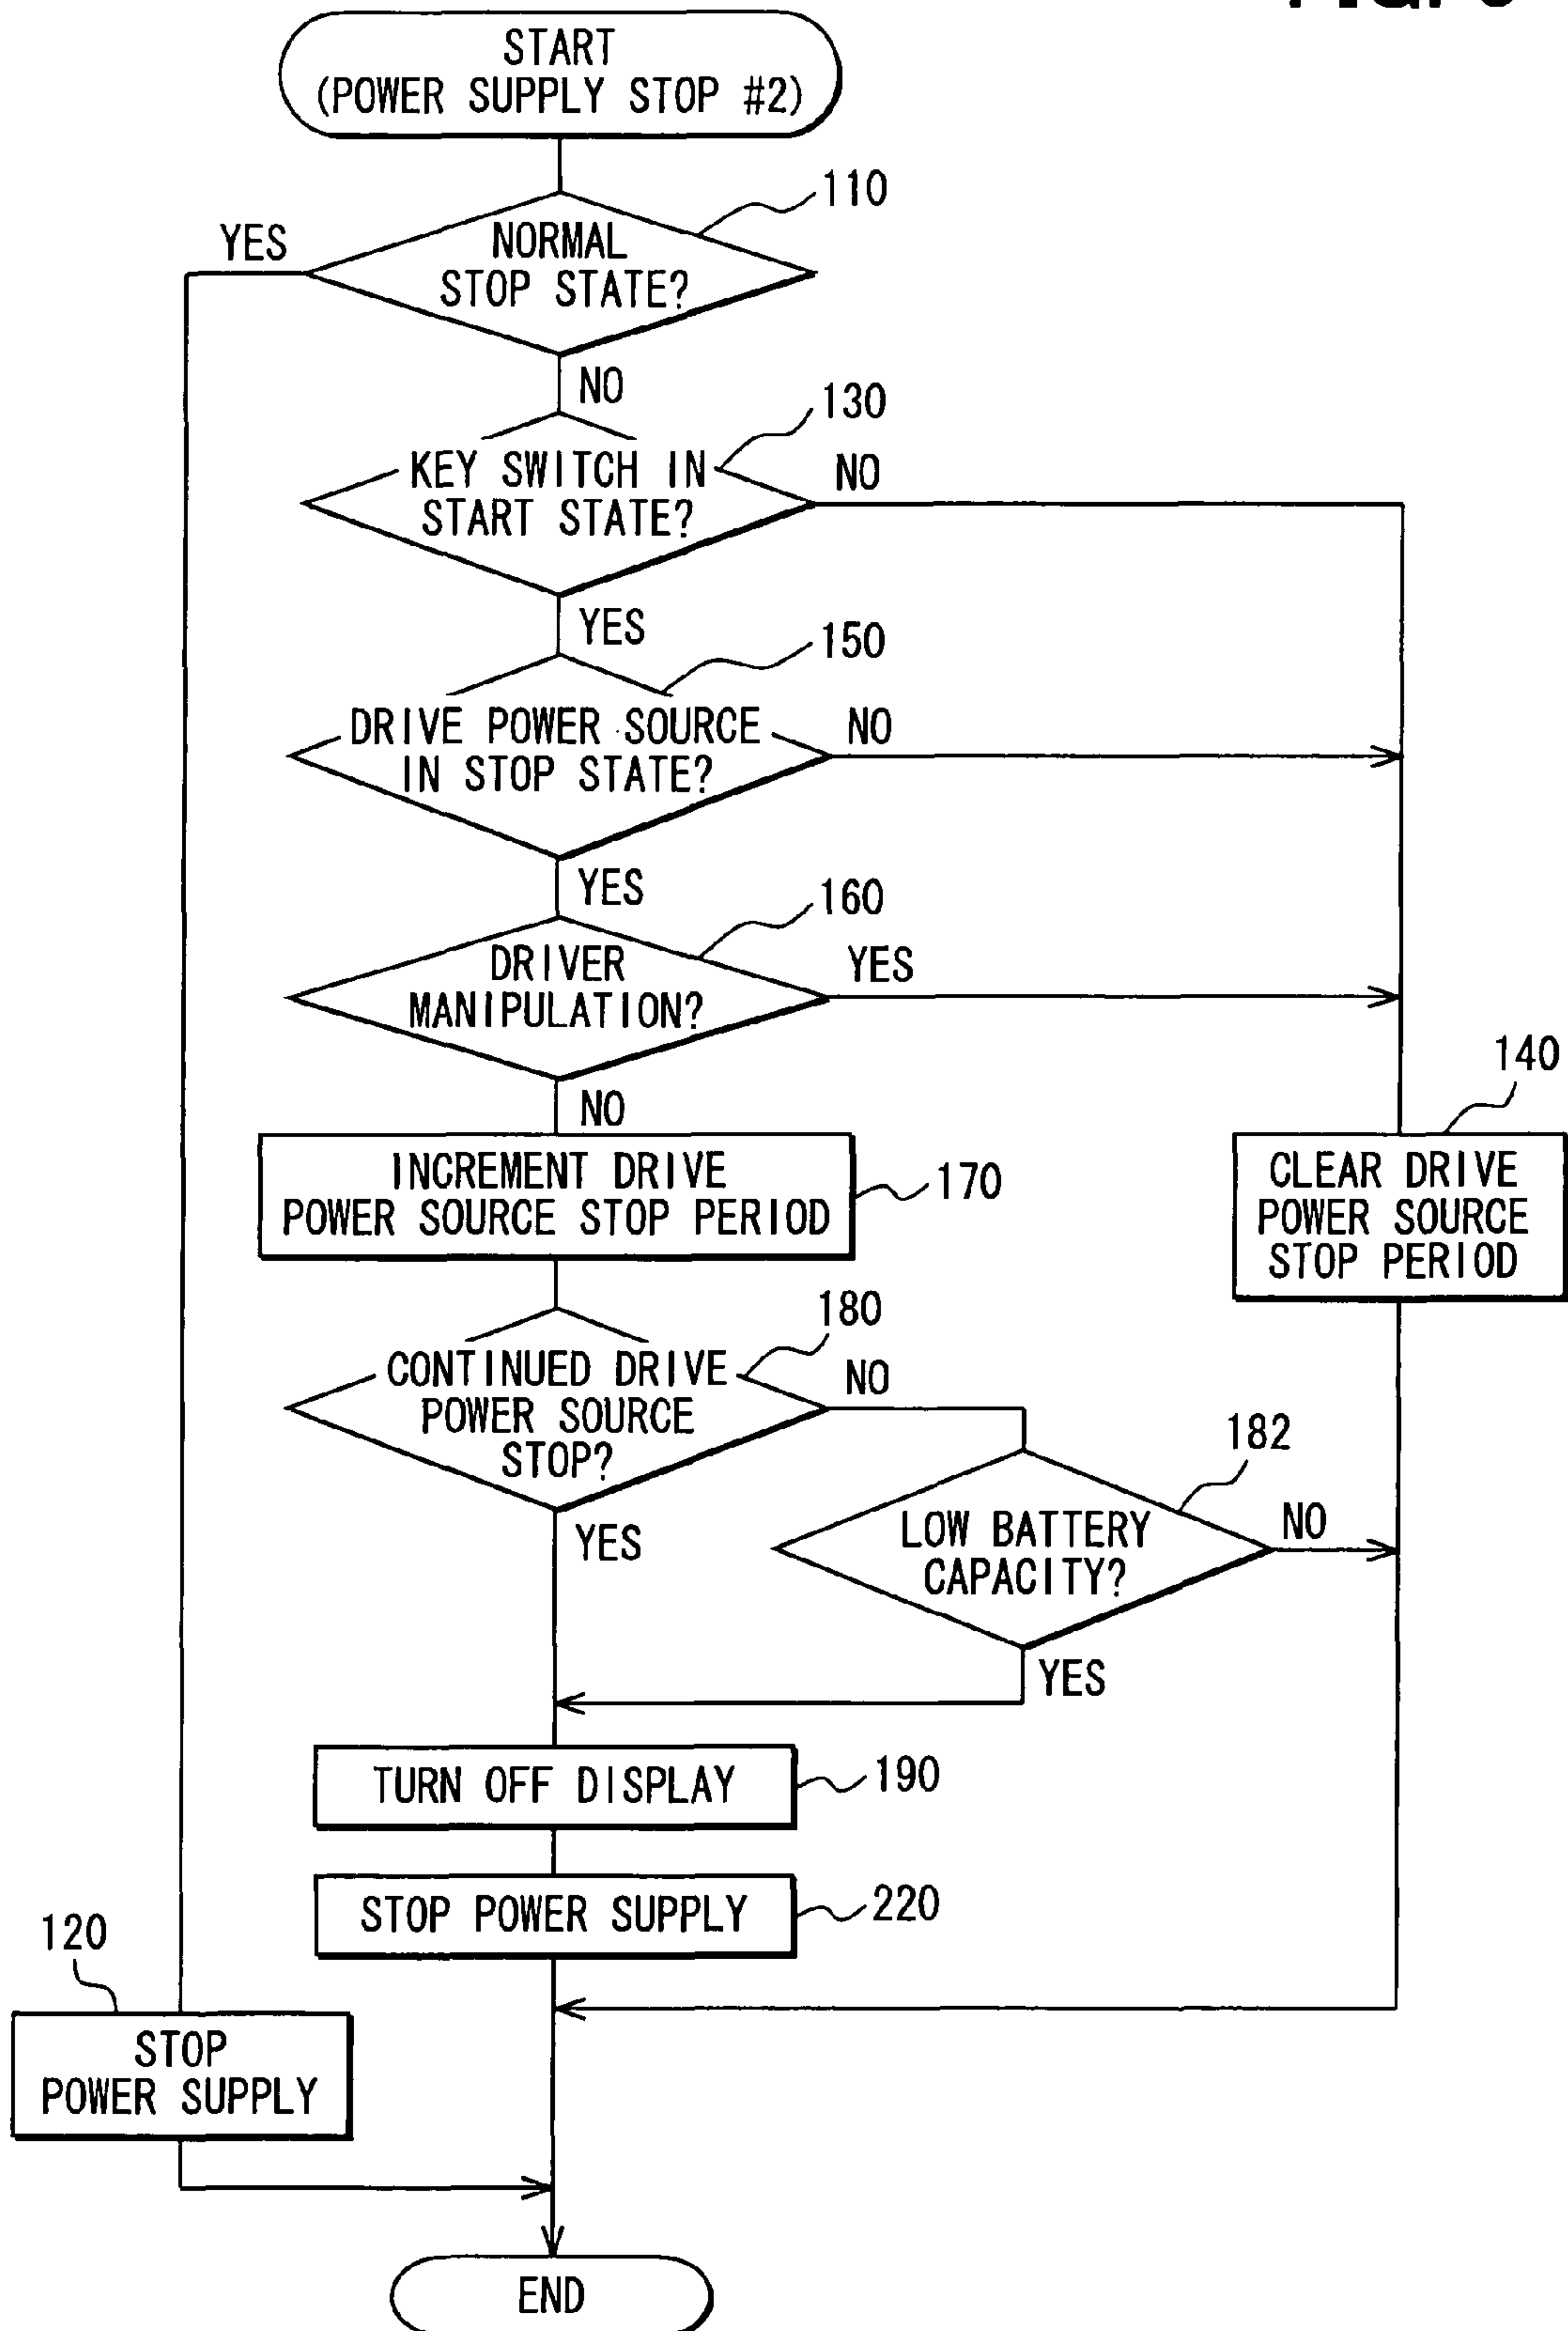 START
(POWER SUPPLY STOP #2)
110
YES
NORMAL
STOP STATE?
NO
130
KEY SWITCH IN
START STATE?
NO
YES
150
DRIVE POWER SOURCE
IN STOP STATE?
NO
YES
160
DRIVER
MANIPULATION?
YES
NO
140
INCREMENT DRIVE
POWER SOURCE STOP PERIOD
170
CLEAR DRIVE
POWER SOURCE
STOP PERIOD
180
CONTINUED DRIVE
POWER SOURCE
STOP?
NO
YES
182
LOW BATTERY
CAPACITY?
NO
YES
TURN OFF DISPLAY
190
STOP POWER SUPPLY
220
120
STOP
POWER SUPPLY
END